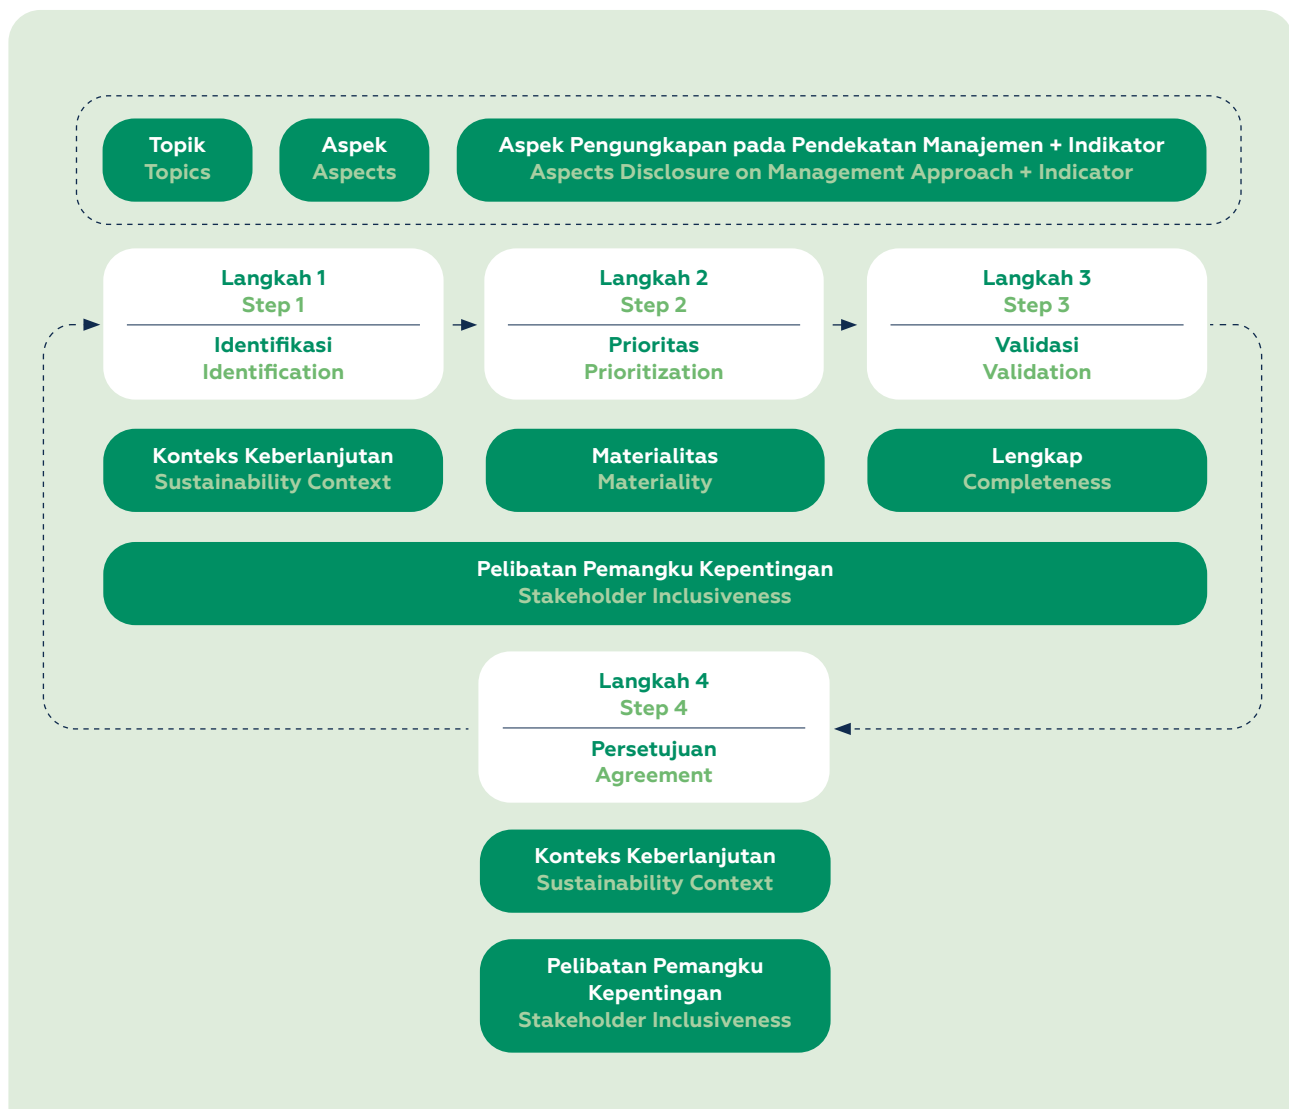 Topik
Topics
Aspek
Aspects
Aspek Pengungkapan pada Pendekatan Manajemen + Indikator
Aspects Disclosure on Management Approach + Indicator
Langkah 1
Step 1
Identifikasi
Identification
Langkah 2
Step 2
Prioritas
Prioritization
Langkah 3
Step 3
Validasi
Validation
Konteks Keberlanjutan
Sustainability Context
Materialitas
Materiality
Lengkap
Completeness
Pelibatan Pemangku Kepentingan
Stakeholder Inclusiveness
Langkah 4
Step 4
Persetujuan
Agreement
Konteks Keberlanjutan
Sustainability Context
Pelibatan Pemangku
Kepentingan
Stakeholder Inclusiveness